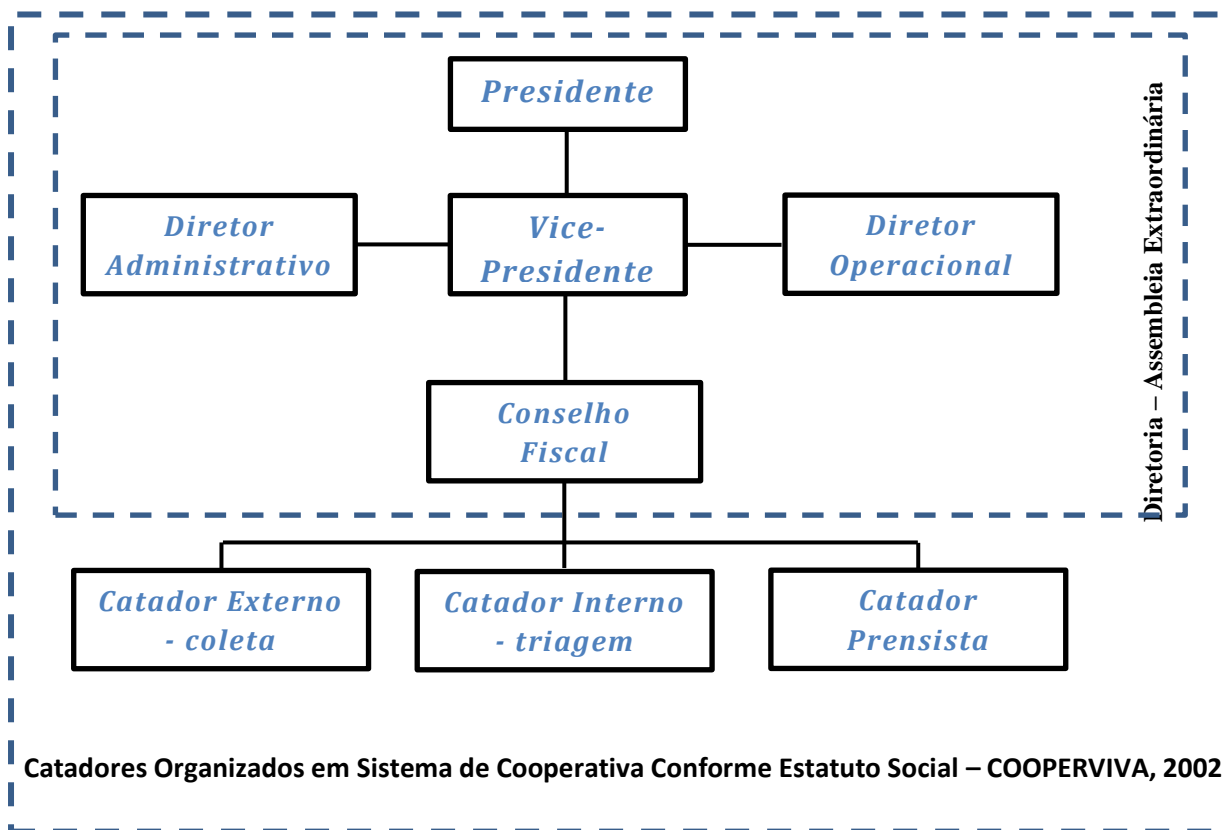 Presidente
Diretor
Administrativo
Vice-
Presidente
Diretor
Operacional
Conselho
Fiscal
Catador Externo
- coleta
Catador Interno
- triagem
Catador
Prensista
Diretoria – Assembleia Extraordinária
Catadores Organizados em Sistema de Cooperativa Conforme Estatuto Social – COOPERVIVA, 2002